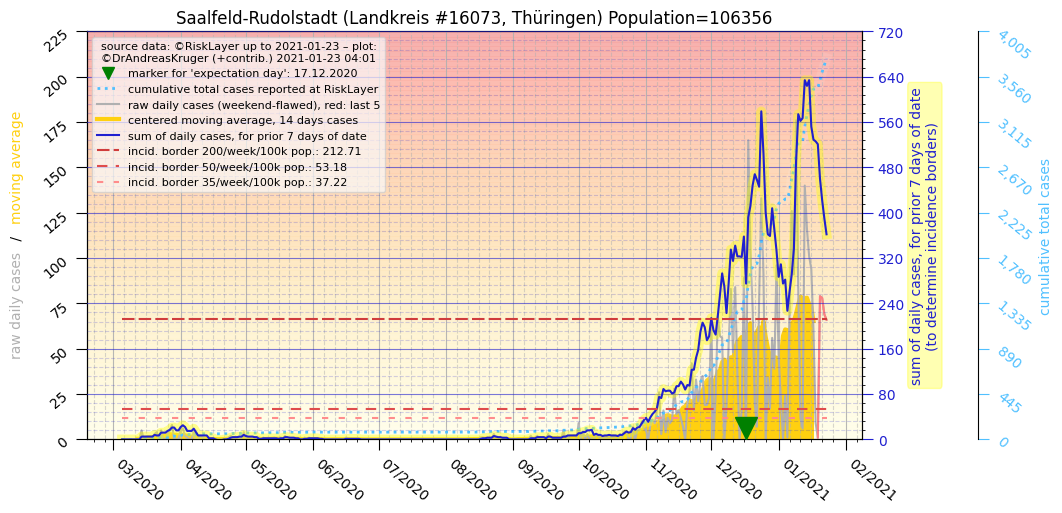 Saalfeld-Rudolstadt (Landkreis #16073, Thüringen) Population=106356
source data: ©RiskLayer up to 2021-01-23 – plot:
©DrAndreasKruger (+contrib.) 2021-01-23 04:01
marker for 'expectation day': 17.12.2020
cumulative total cases reported at RiskLayer
raw daily cases (weekend-flawed), red: last 5
centered moving average, 14 days cases
sum of daily cases, for prior 7 days of date
incid. border 200/week/100k pop.: 212.71
incid. border 50/week/100k pop.: 53.18
incid. border 35/week/100k pop.: 37.22
raw daily cases / moving average
225
200
175
150
125
100
75
50
25
0
03/2020
04/2020
05/2020
06/2020
07/2020
08/2020
09/2020
10/2020
11/2020
12/2020
01/2021
02/2021
720
640
560
480
400
320
240
160
80
0
sum of daily cases, for prior 7 days of date
(to determine incidence borders)
4,005
3,560
3,115
2,670
2,225
1,780
1,335
890
445
0
cumulative total cases